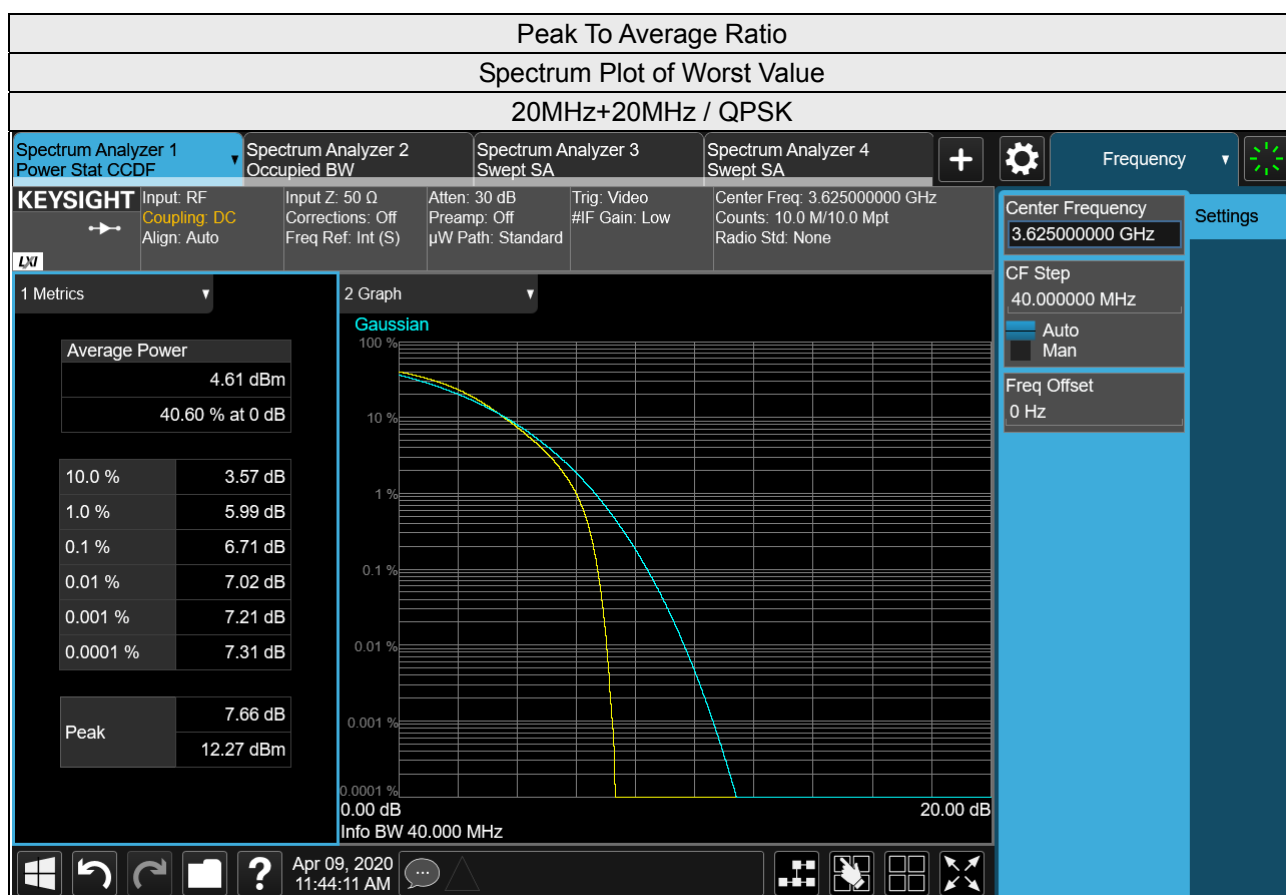 Peak To Average Ratio
Spectrum Plot of Worst Value
20MHz+20MHz / QPSK
Spectrum Analyzer 1
Power Stat CCDF
Spectrum Analyzer 2
Occupied BW
Spectrum Analyzer 3
Swept SA
Spectrum Analyzer 4
Swept SA
Frequency
KEYSIGHT
LXI
Input: RF
Coupling: DC
Align: Auto
Input Z: 50 Ω
Corrections: Off
Freq Ref: Int (S)
Atten: 30 dB
Preamp: Off
µW Path: Standard
Trig: Video
#IF Gain: Low
Center Freq: 3.625000000 GHz
Counts: 10.0 M/10.0 Mpt
Radio Std: None
Center Frequency
3.625000000 GHz
Settings
CF Step
40.000000 MHz
Auto
Man
Freq Offset
0 Hz
1 Metrics
Average Power
4.61 dBm
40.60 % at 0 dB
10.0 % 3.57 dB
1.0 % 5.99 dB
0.1 % 6.71 dB
0.01 % 7.02 dB
0.001 % 7.21 dB
0.0001 % 7.31 dB
Peak
7.66 dB
12.27 dBm
2 Graph
Gaussian
100 %
10 %
1 %
0.1 %
0.01 %
0.001 %
0.0001 %
0.00 dB
20.00 dB
Info BW 40.000 MHz
?
Apr 09, 2020
11:44:11 AM